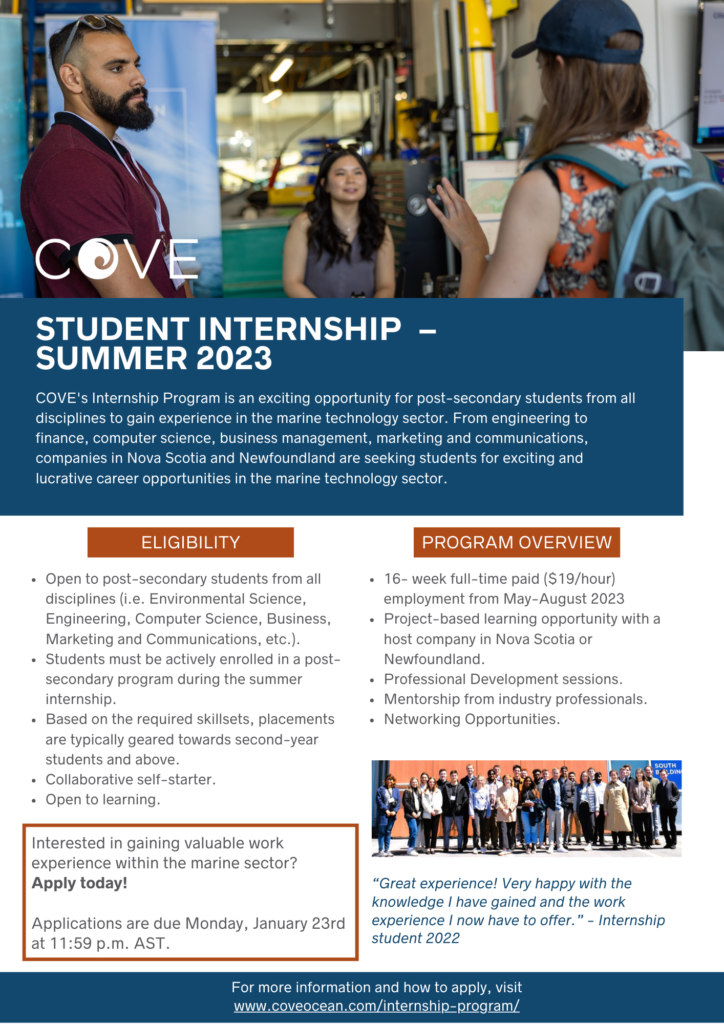 COVE
STUDENT INTERNSHIP –
SUMMER 2023
COVE's Internship Program is an exciting opportunity for post-secondary students from all
disciplines to gain experience in the marine technology sector. From engineering to
finance, computer science, business management, marketing and communications,
companies in Nova Scotia and Newfoundland are seeking students for exciting and
lucrative career opportunities in the marine technology sector.
ELIGIBILITY
• Open to post-secondary students from all
disciplines (i.e. Environmental Science,
Engineering, Computer Science, Business,
Marketing and Communications, etc.).
• Students must be actively enrolled in a post-
secondary program during the summer
internship.
• Based on the required skillsets, placements
are typically geared towards second-year
students and above.
• Collaborative self-starter.
• Open to learning.
Interested in gaining valuable work
experience within the marine sector?
Apply today!
Applications are due Monday, January 23rd
at 11:59 p.m. AST.
PROGRAM OVERVIEW
• 16- week full-time paid ($19/hour)
employment from May-August 2023
• Project-based learning opportunity with a
host company in Nova Scotia or
Newfoundland.
• Professional Development sessions.
• Mentorship from industry professionals.
• Networking Opportunities.
SOUTH
BUILDING
“Great experience! Very happy with the
knowledge I have gained and the work
experience I now have to offer.” - Internship
student 2022
For more information and how to apply, visit
www.coveocean.com/internship-program/